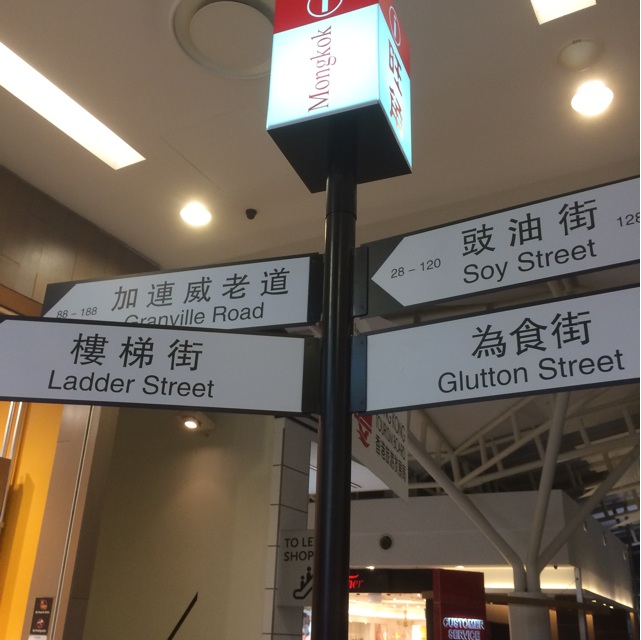 Mongkok
旺角
加連威老道
88 - 188
Granville Road
28 - 120
豉油街
128
Soy Street
樓梯街
Ladder Street
為食街
Glutton Street
TO LE
SHOP
CUSTOMER
SERVICE